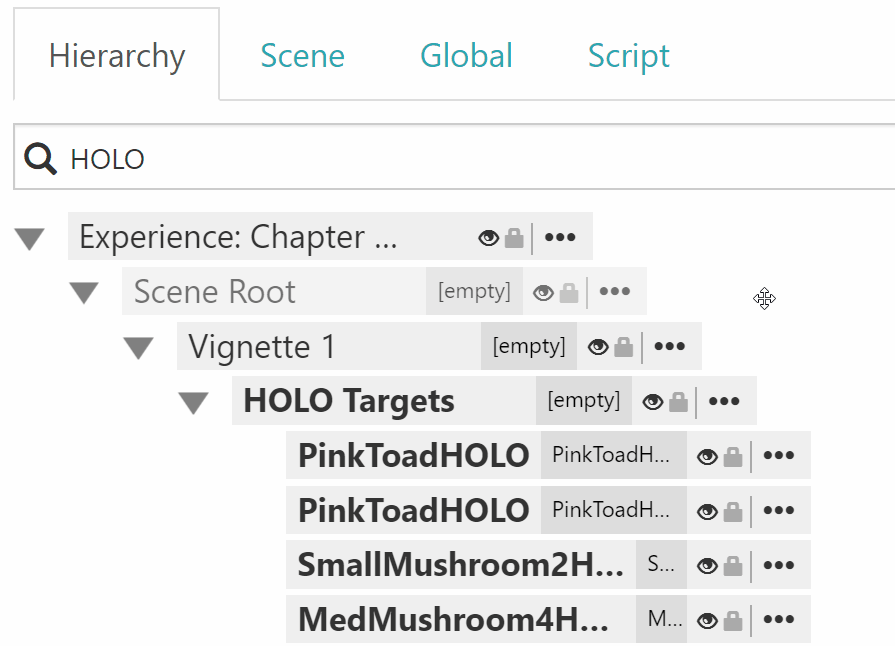 Hierarchy Scene Global Script
HOLO
Experience: Chapter ...
Scene Root [empty]
Vignette 1 [empty]
HOLO Targets [empty]
PinkToadHOLO PinkToadH...
PinkToadHOLO PinkToadH...
SmallMushroom2H... S...
MedMushroom4H... M...